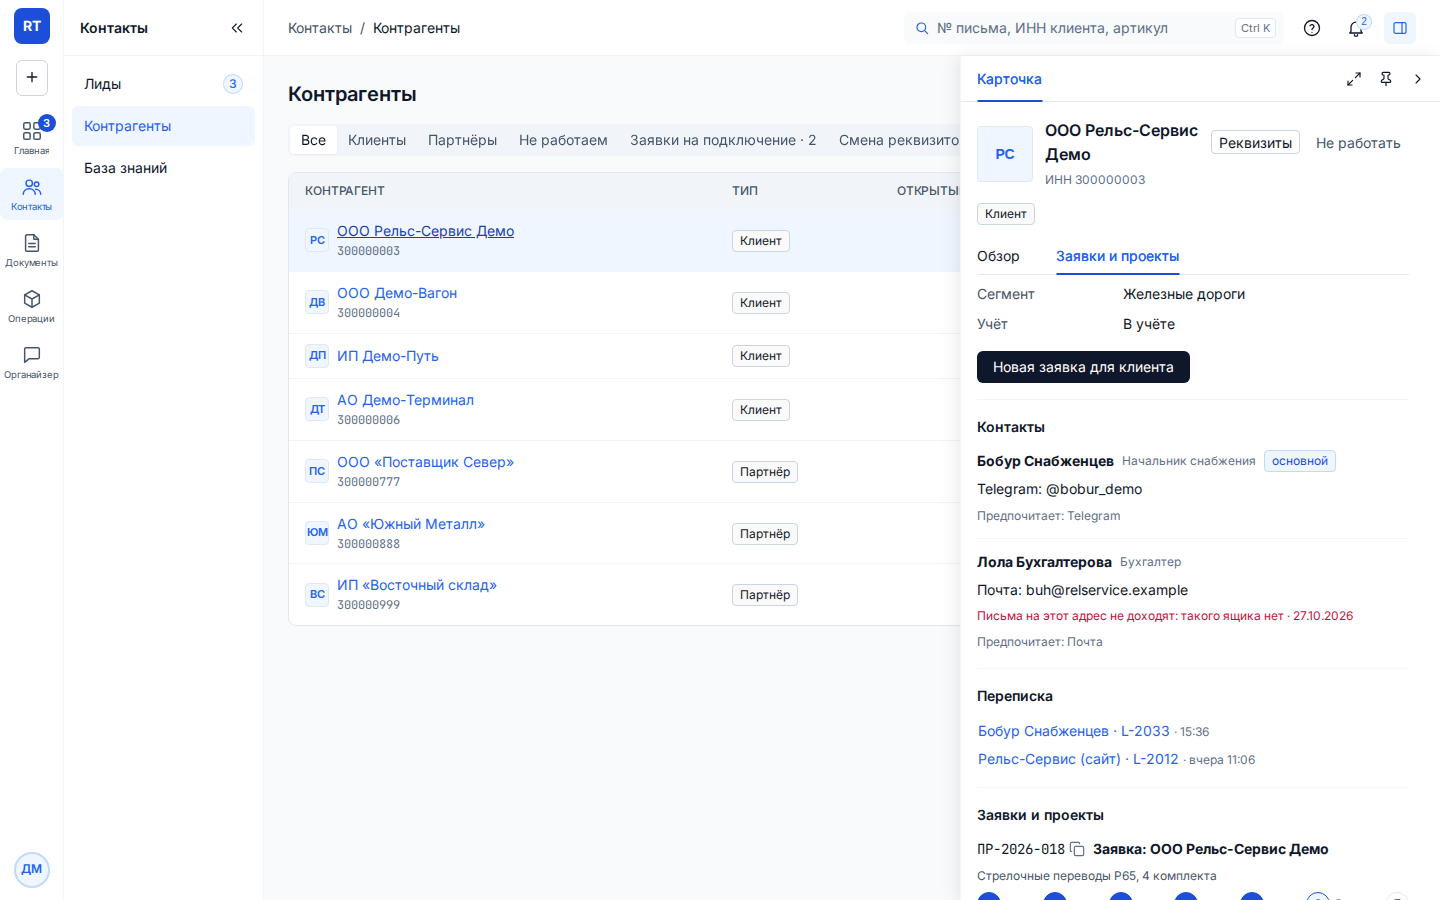 RT
Контакты
Контакты / Контрагенты
№ письма, ИНН клиента, артикул
Ctrl K
2
3
Главная
Контакты
Документы
Операции
Органайзер
ДМ
Лиды
3
Контрагенты
База знаний
Контрагенты
Все
Клиенты
Партнёры
Не работаем
Заявки на подключение · 2
Смена реквизито
КОНТРАГЕНТ
ТИП
ОТКРЫТЫ
РС
ООО Рельс-Сервис Демо
300000003
Клиент
ДВ
ООО Демо-Вагон
300000004
Клиент
ДП
ИП Демо-Путь
Клиент
ДТ
АО Демо-Терминал
300000006
Клиент
ПС
ООО «Поставщик Север»
300000777
Партнёр
ЮМ
АО «Южный Металл»
300000888
Партнёр
ВС
ИП «Восточный склад»
300000999
Партнёр
Карточка
РС
ООО Рельс-Сервис
Демо
ИНН 300000003
Реквизиты
Не работать
Клиент
Обзор
Заявки и проекты
Сегмент
Железные дороги
Учёт
В учёте
Новая заявка для клиента
Контакты
Бобур Снабженцев Начальник снабжения основной
Telegram: @bobur_demo
Предпочитает: Telegram
Лола Бухгалтерова Бухгалтер
Почта: buh@relservice.example
Письма на этот адрес не доходят: такого ящика нет · 27.10.2026
Предпочитает: Почта
Переписка
Бобур Снабженцев · L-2033 · 15:36
Рельс-Сервис (сайт) · L-2012 · вчера 11:06
Заявки и проекты
ПР-2026-018 Заявка: ООО Рельс-Сервис Демо
Стрелочные переводы Р65, 4 комплекта